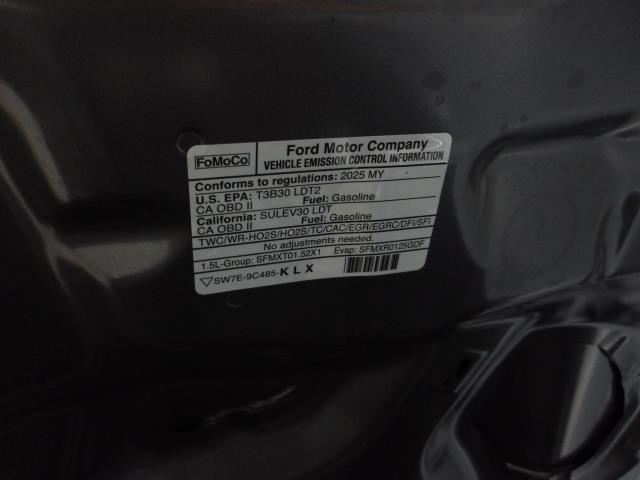 FoMoCo
Ford Motor Company
VEHICLE EMISSION CONTROL INFORMATION
Conforms to regulations: 2025 MY
U.S. EPA: T3B30 LDT2
CA OBD II Fuel: Gasoline
California: SULEV30 LDT
CA OBD II Fuel: Gasoline
TWC/WR-HO2S/HO2S/TC/CAC/EGR/EGRC/DFI/SFI
No adjustments needed.
1.5L-Group: SFMXT01.52X1 Evap: SFMXR0125GDF
SW7E-9C485-KLX